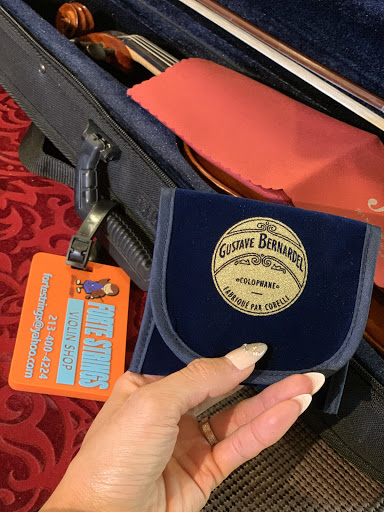 GUSTAVE BERNARDEL
COLOPHANE
FABRIQUÉ PAR CORELLI
FORTE STRINGS
VIOLIN SHOP
213-400-4224
fortestrings@yahoo.com